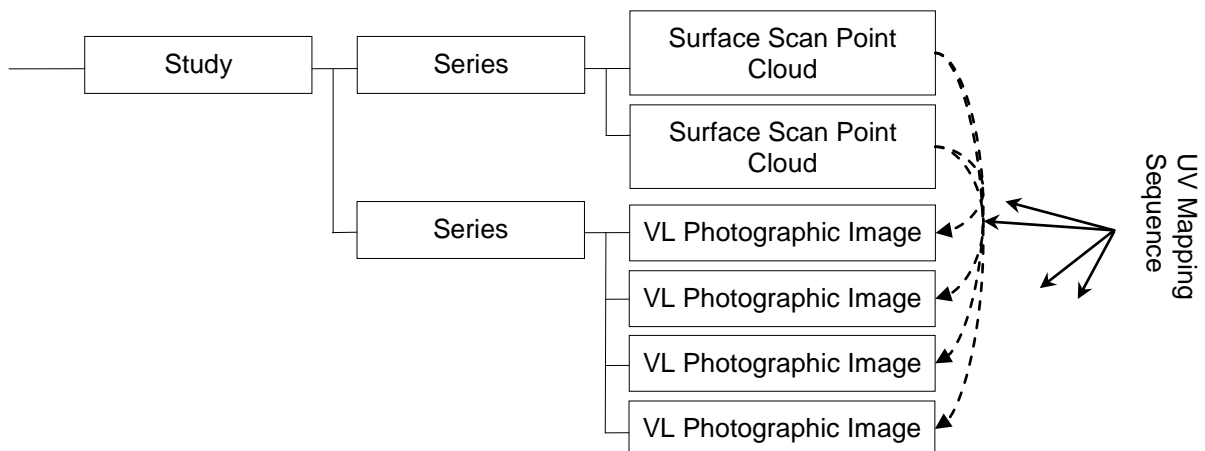 Study
Series
Surface Scan Point
Cloud
Surface Scan Point
Cloud
Series
VL Photographic Image
VL Photographic Image
VL Photographic Image
VL Photographic Image
UV Mapping
Sequence